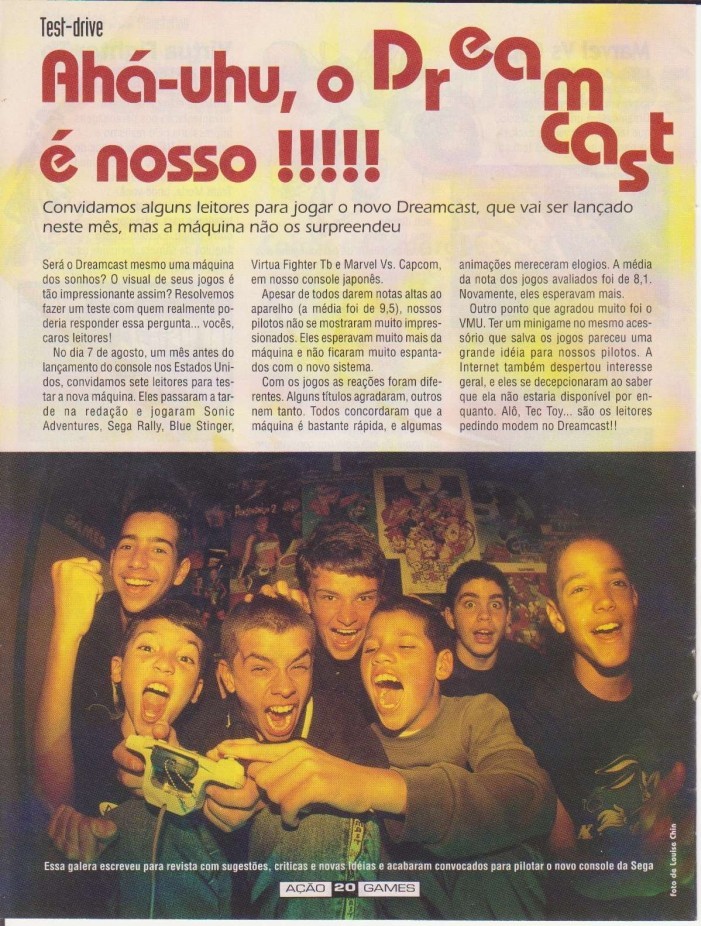 Test-drive
Ahá-uhu, o Dreamcast
é nosso !!!!!
Convidamos alguns leitores para jogar o novo Dreamcast, que vai ser lançado
neste mês, mas a máquina não os surpreendeu
Será o Dreamcast mesmo uma máquina
dos sonhos? O visual de seus jogos é
tão impressionante assim? Resolvemos
fazer um teste com quem realmente po-
deria responder essa pergunta... vocês,
caros leitores!
No dia 7 de agosto, um mês antes do
lançamento do console nos Estados Uni-
dos, convidamos sete leitores para tes-
tar a nova máquina. Eles passaram a tar-
de na redação e jogaram Sonic
Adventures, Sega Rally, Blue Stinger,
Virtua Fighter Tb e Marvel Vs. Capcom,
em nosso console japonês.
Apesar de todos darem notas altas ao
aparelho (a média foi de 9,5), nossos
pilotos não se mostraram muito impres-
sionados. Eles esperavam muito mais da
máquina e não ficaram muito espanta-
dos com o novo sistema.
Com os jogos as reações foram dife-
rentes. Alguns títulos agradaram, outros
nem tanto. Todos concordaram que a
máquina é bastante rápida, e algumas
animações mereceram elogios. A média
da nota dos jogos avaliados foi de 8,1.
Novamente, eles esperavam mais.
Outro ponto que agradou muito foi o
VMU. Ter um minigame no mesmo aces-
sório que salva os jogos pareceu uma
grande idéia para nossos pilotos. A
Internet também despertou interesse
geral, e eles se decepcionaram ao saber
que ela não estaria disponível por en-
quanto. Alô, Tec Toy... são os leitores
pedindo modem no Dreamcast!!
GAMES
Essa galera escreveu para revista com sugestões, críticas e novas idéias e acabaram convocados para pilotar o novo console da Sega
foto de Louise Chin
AÇÃO 20 GAMES